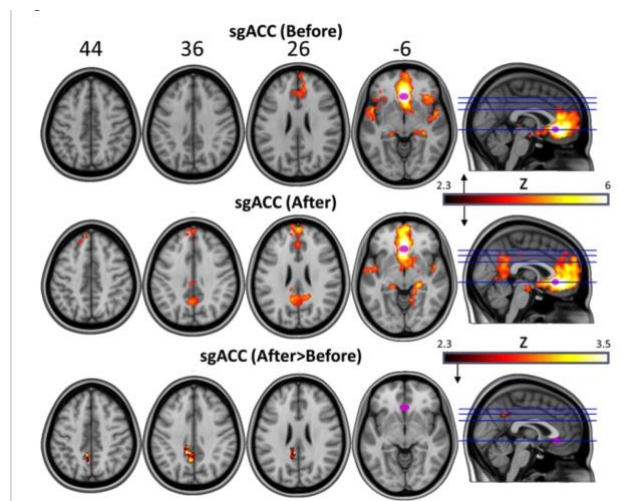 sgACC (Before)
44 36 26 -6
2.3 Z 6
sgACC (After)
2.3 Z 3.5
sgACC (After>Before)